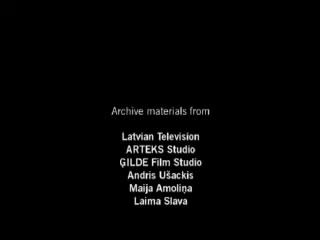 Archive materials from
Latvian Television
ARTEKS Studio
ĢILDE Film Studio
Andris Ušackis
Maija Amoliņa
Laima Slava